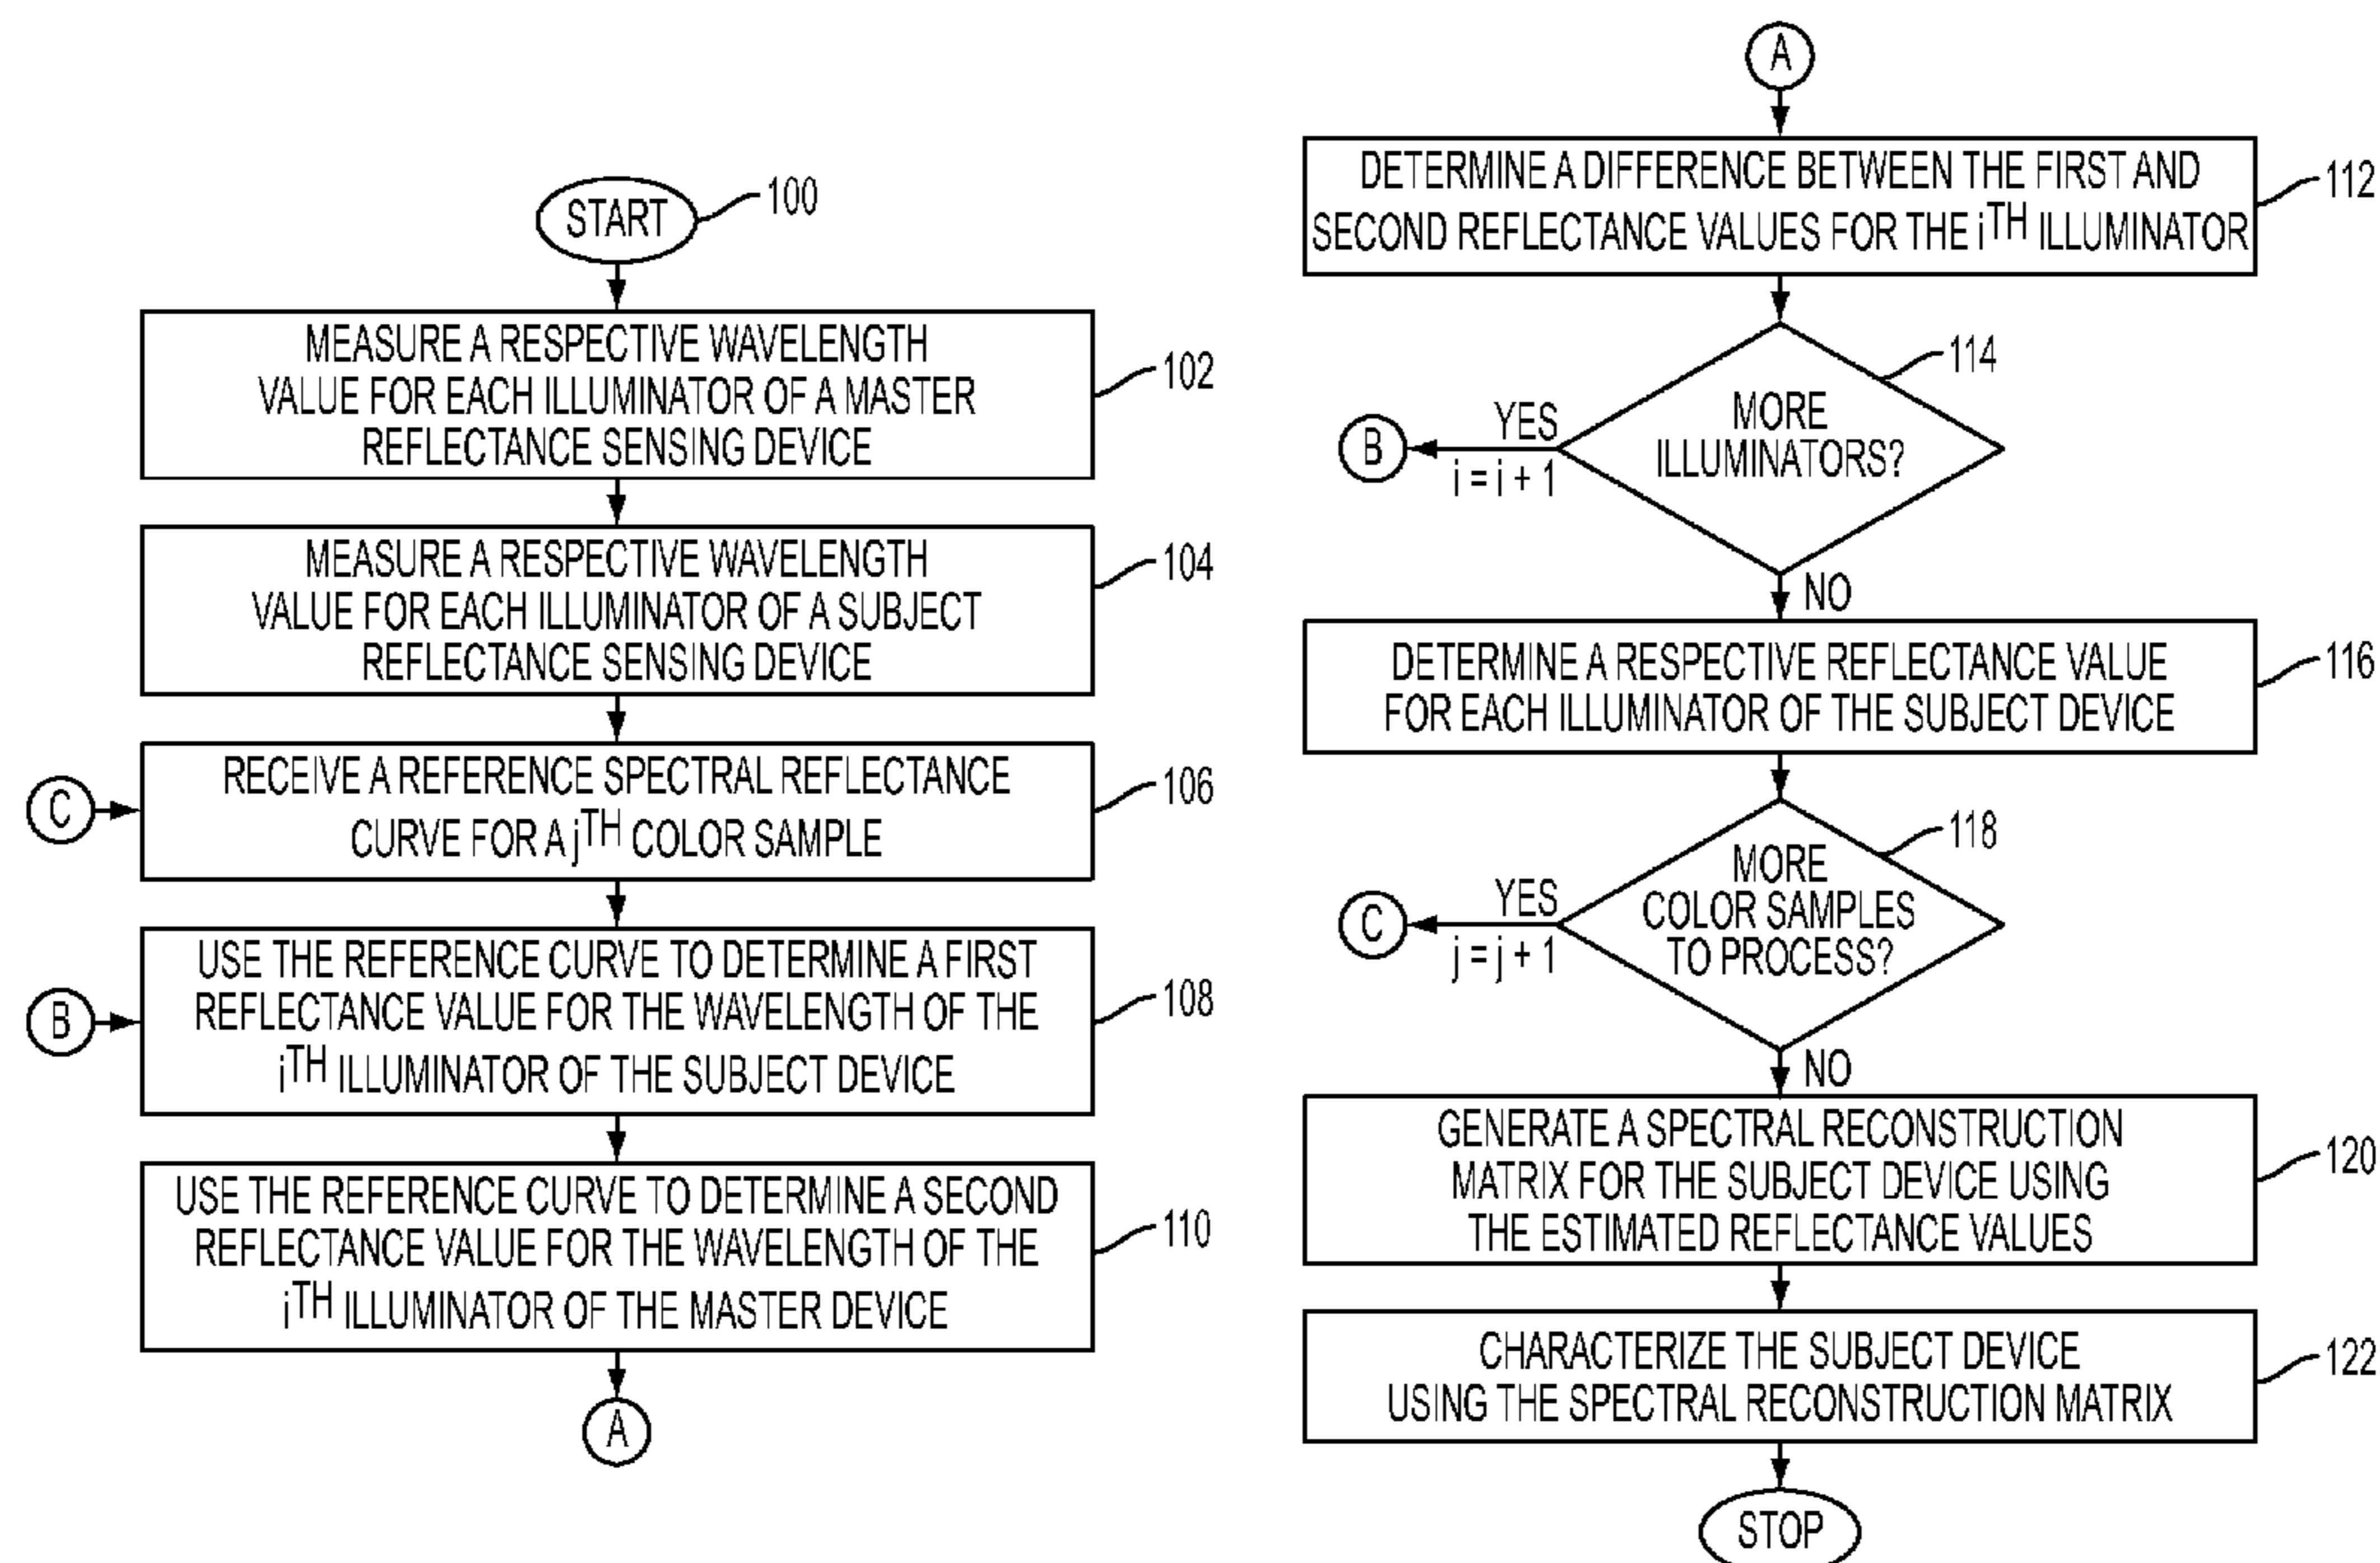 START
100
MEASURE A RESPECTIVE WAVELENGTH
VALUE FOR EACH ILLUMINATOR OF A MASTER
REFLECTANCE SENSING DEVICE
102
MEASURE A RESPECTIVE WAVELENGTH
VALUE FOR EACH ILLUMINATOR OF A SUBJECT
REFLECTANCE SENSING DEVICE
104
C
RECEIVE A REFERENCE SPECTRAL REFLECTANCE
CURVE FOR A jTH COLOR SAMPLE
106
B
USE THE REFERENCE CURVE TO DETERMINE A FIRST
REFLECTANCE VALUE FOR THE WAVELENGTH OF THE
iTH ILLUMINATOR OF THE SUBJECT DEVICE
108
USE THE REFERENCE CURVE TO DETERMINE A SECOND
REFLECTANCE VALUE FOR THE WAVELENGTH OF THE
iTH ILLUMINATOR OF THE MASTER DEVICE
110
A
A
DETERMINE A DIFFERENCE BETWEEN THE FIRST AND
SECOND REFLECTANCE VALUES FOR THE iTH ILLUMINATOR
112
MORE
ILLUMINATORS?
114
YES
i = i + 1
B
NO
DETERMINE A RESPECTIVE REFLECTANCE VALUE
FOR EACH ILLUMINATOR OF THE SUBJECT DEVICE
116
MORE
COLOR SAMPLES
TO PROCESS?
118
YES
j = j + 1
C
NO
GENERATE A SPECTRAL RECONSTRUCTION
MATRIX FOR THE SUBJECT DEVICE USING
THE ESTIMATED REFLECTANCE VALUES
120
CHARACTERIZE THE SUBJECT DEVICE
USING THE SPECTRAL RECONSTRUCTION MATRIX
122
STOP